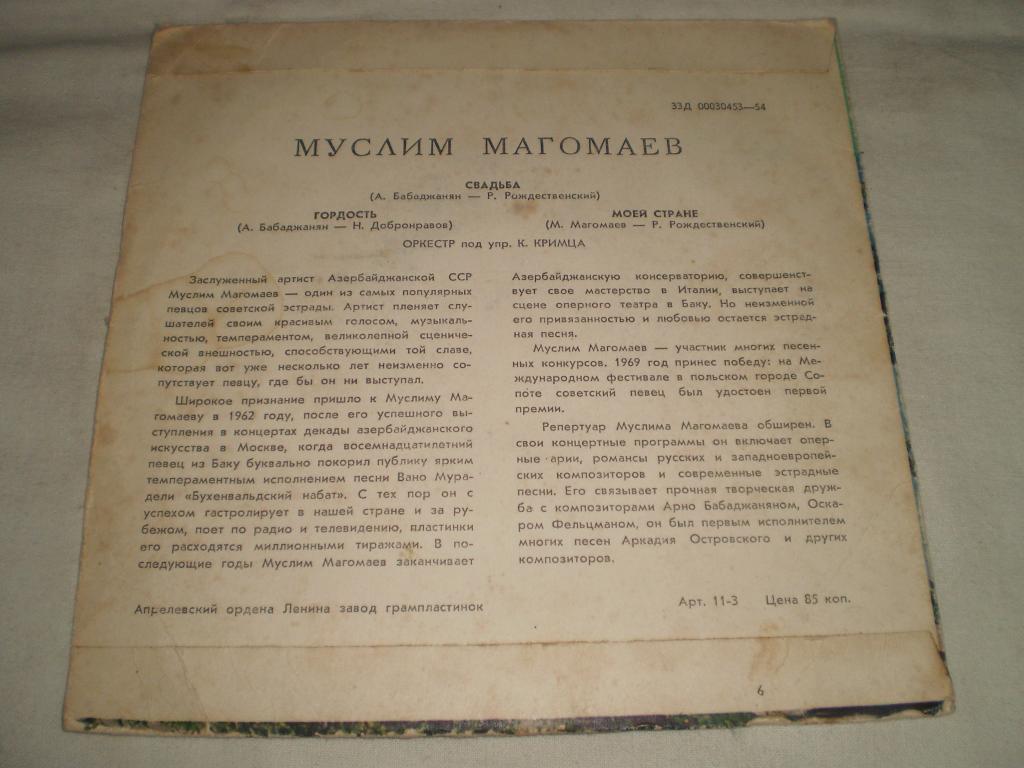 33Д 00030453—54
МУСЛИМ МАГОМАЕВ
СВАДЬБА
(А. Бабаджанян — Р. Рождественский)
ГОРДОСТЬ
(А. Бабаджанян — Н. Добронравов)
МОЕЙ СТРАНЕ
(М. Магомаев — Р. Рождественский)
ОРКЕСТР под упр. К. КРИМЦА
Заслуженный артист Азербайджанской ССР
Муслим Магомаев — один из самых популярных
певцов советской эстрады. Артист пленяет слу-
шателей своим красивым голосом, музыкаль-
ностью, темпераментом, великолепной сцениче-
ской внешностью, способствующими той славе,
которая вот уже несколько лет неизменно со-
путствует певцу, где бы он ни выступал.
Широкое признание пришло к Муслиму Ма-
гомаеву в 1962 году, после его успешного вы-
ступления в концертах декады азербайджанского
искусства в Москве, когда восемнадцатилетний
певец из Баку буквально покорил публику ярким
темпераментным исполнением песни Вано Мура-
дели «Бухенвальдский набат». С тех пор он с
успехом гастролирует в нашей стране и за ру-
бежом, поет по радио и телевидению, пластинки
его расходятся миллионными тиражами. В по-
следующие годы Муслим Магомаев заканчивает
Азербайджанскую консерваторию, совершенст-
вует свое мастерство в Италии, выступает на
сцене оперного театра в Баку. Но неизменной
его привязанностью и любовью остается эстрад-
ная песня.
Муслим Магомаев — участник многих песен-
ных конкурсов. 1969 год принес победу: на Ме-
ждународном фестивале в польском городе Со-
поте советский певец был удостоен первой
премии.
Репертуар Муслима Магомаева обширен. В
свои концертные программы он включает опер-
ные арии, романсы русских и западноевропей-
ских композиторов и современные эстрадные
песни. Его связывает прочная творческая друж-
ба с композиторами Арно Бабаджаняном, Оска-
ром Фельцманом, он был первым исполнителем
многих песен Аркадия Островского и других
композиторов.
Апрелевский ордена Ленина завод грампластинок
Арт. 11-3 Цена 85 коп.
6